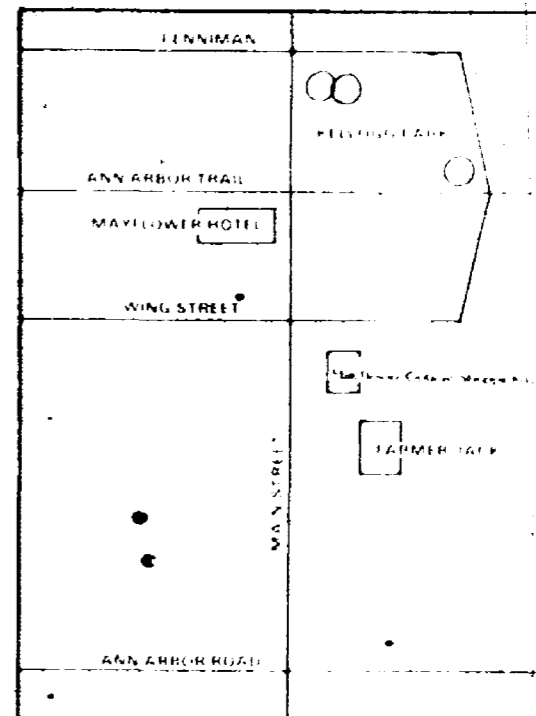 PENNIMAN
KELLOGG PARK
ANN ARBOR TRAIL
MAYFLOWER HOTEL
WING STREET
FARMER JACK
MAIN STREET
ANN ARBOR ROAD